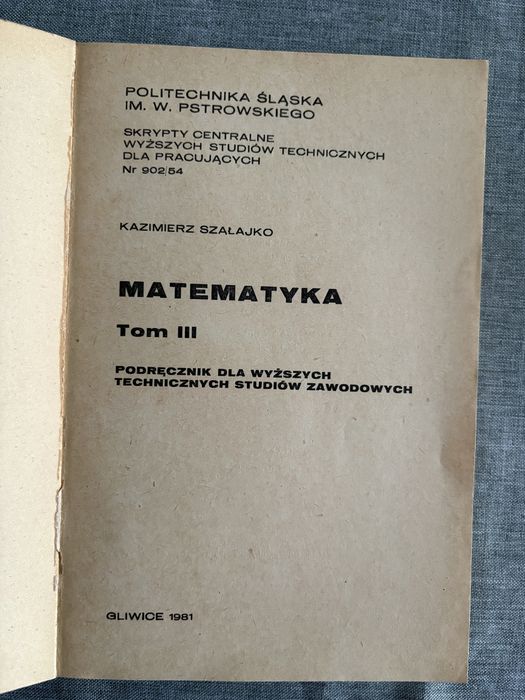 POLITECHNIKA ŚLĄSKA
IM. W. PSTROWSKIEGO
SKRYPTY CENTRALNE
WYŻSZYCH STUDIÓW TECHNICZNYCH
DLA PRACUJĄCYCH
Nr 902/54
KAZIMIERZ SZAŁAJKO
MATEMATYKA
Tom III
PODRĘCZNIK DLA WYŻSZYCH
TECHNICZNYCH STUDIÓW ZAWODOWYCH
GLIWICE 1981